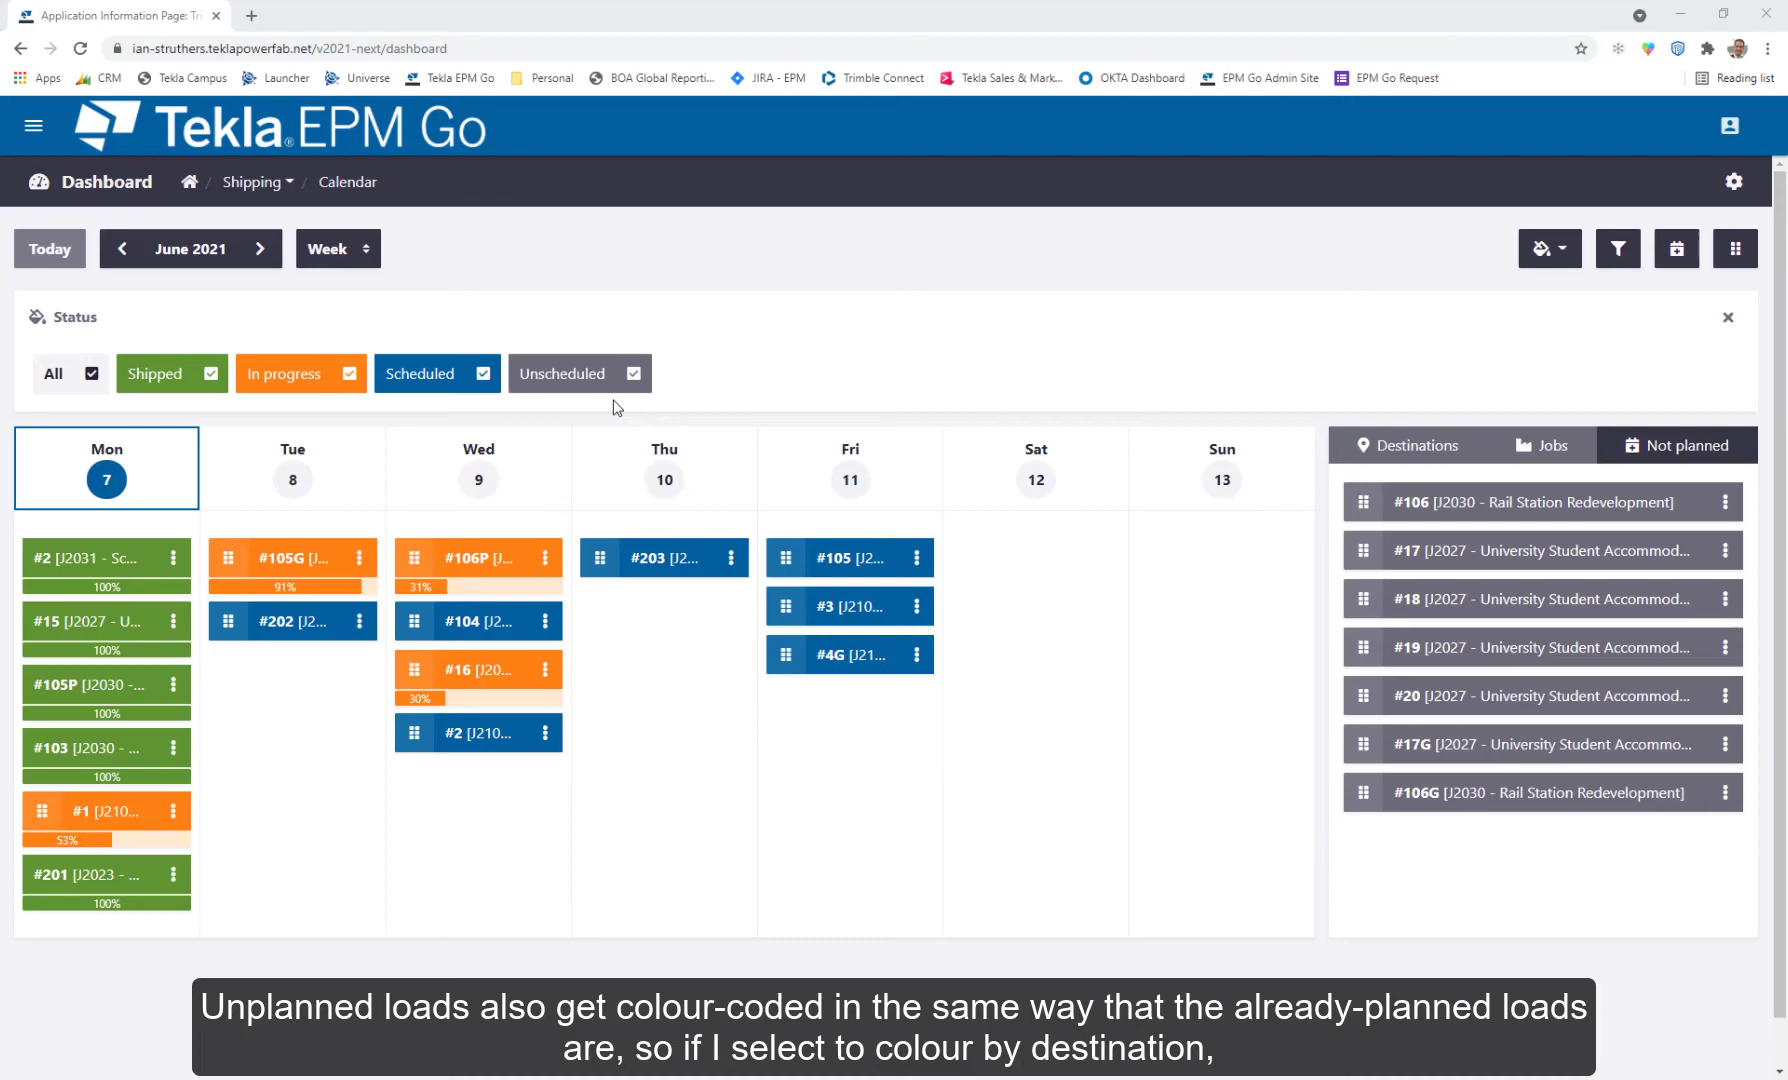 Application Information Page: Tr
ian-struthers.teklapowerfab.net/v2021-next/dashboard
Apps CRM Tekla Campus Launcher Universe Tekla EPM Go Personal BOA Global Reporti... JIRA - EPM Trimble Connect Tekla Sales & Mark... OKTA Dashboard EPM Go Admin Site EPM Go Request Reading list
Tekla® EPM Go
Dashboard / Shipping / Calendar
Today June 2021 Week
Status
All Shipped In progress Scheduled Unscheduled
Mon Tue Wed Thu Fri Sat Sun
7 8 9 10 11 12 13
#2 [J2031 - Sc...
100%
#15 [J2027 - U...
100%
#105P [J2030 -...
100%
#103 [J2030 - ...
100%
#1 [J210...
53%
#201 [J2023 - ...
100%
#105G [J...
91%
#202 [J2...
#106P [J...
31%
#104 [J2...
#16 [J20...
30%
#2 [J210...
#203 [J2...
#105 [J2...
#3 [J210...
#4G [J21...
Destinations Jobs Not planned
#106 [J2030 - Rail Station Redevelopment]
#17 [J2027 - University Student Accommod...
#18 [J2027 - University Student Accommod...
#19 [J2027 - University Student Accommod...
#20 [J2027 - University Student Accommod...
#17G [J2027 - University Student Accommo...
#106G [J2030 - Rail Station Redevelopment]
Unplanned loads also get colour-coded in the same way that the already-planned loads
are, so if I select to colour by destination,